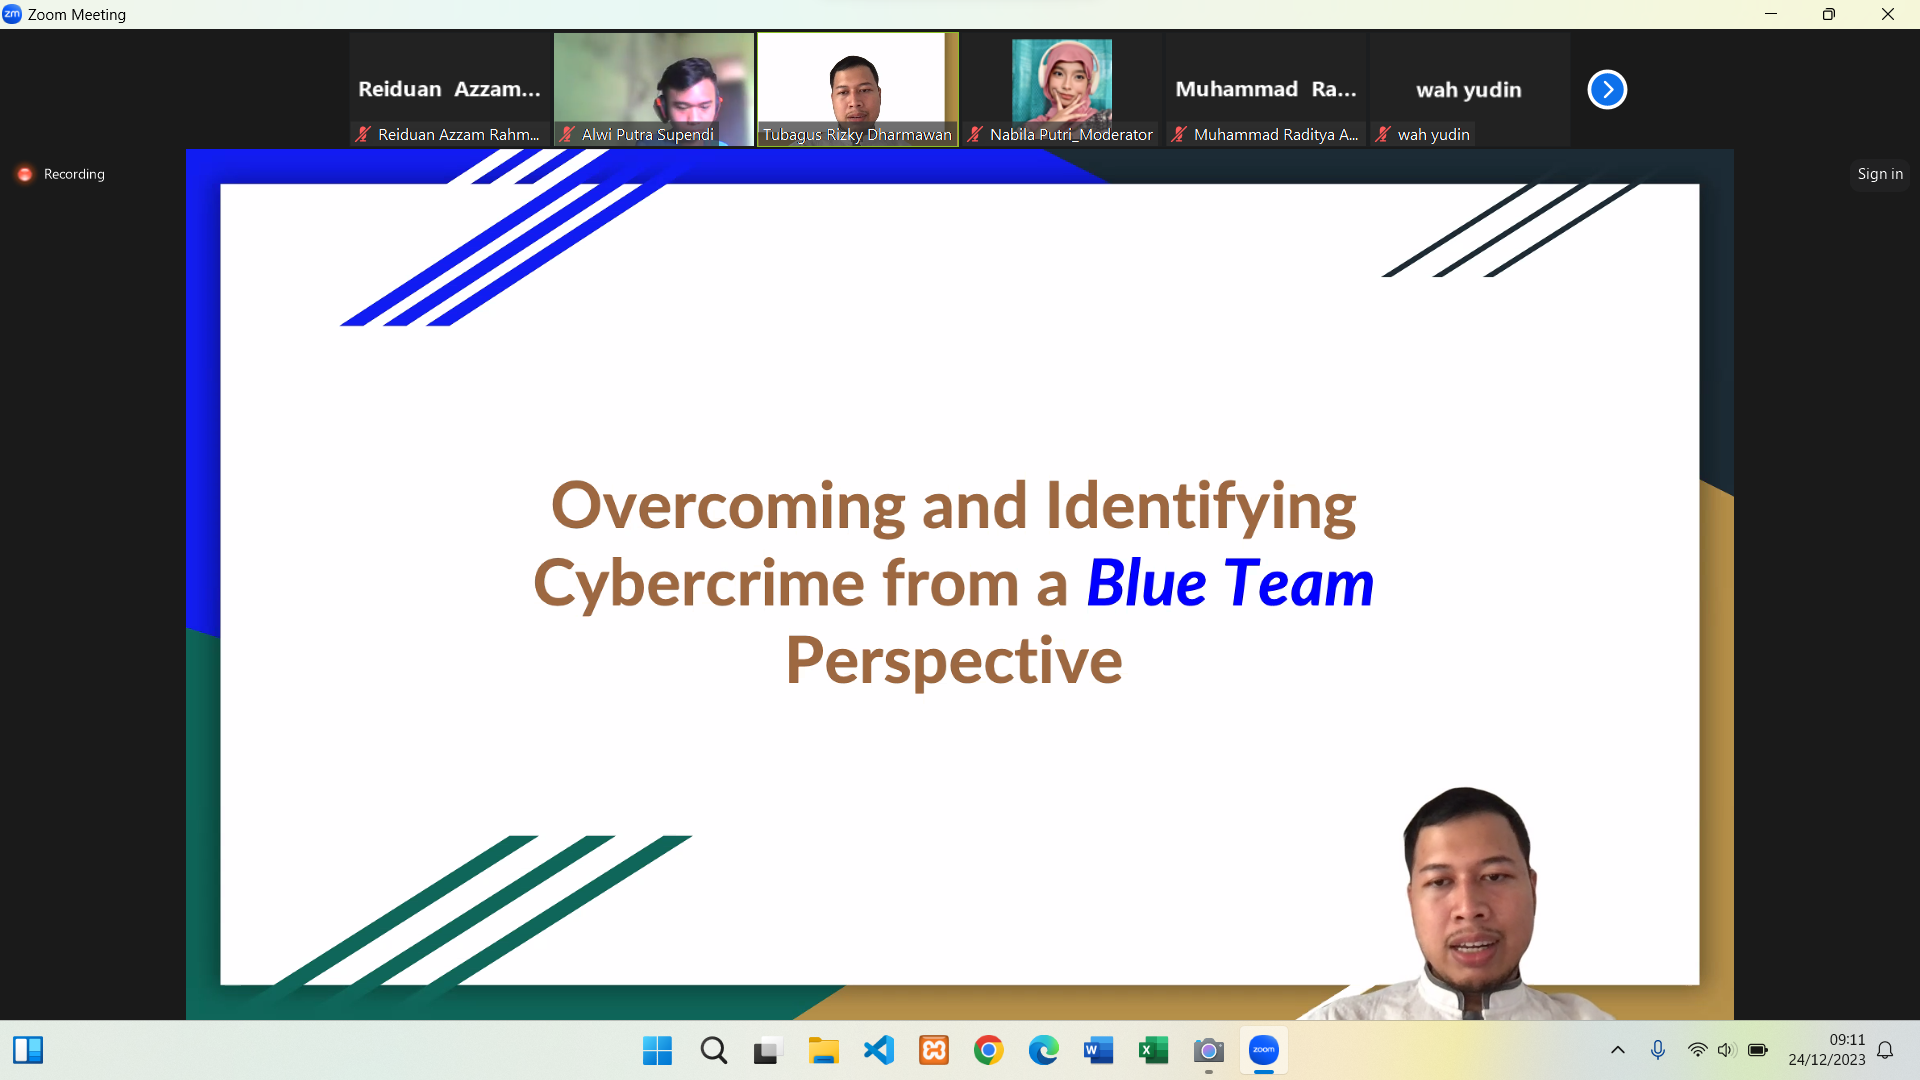 Zoom Meeting
Reiduan Azzam...
Muhammad Ra...
wah yudin
Reiduan Azzam Rahm...
Alwi Putra Supendi
Tubagus Rizky Dharmawan
Nabila Putri_Moderator
Muhammad Raditya A...
wah yudin
Recording
Sign in
Overcoming and Identifying
Cybercrime from a Blue Team
Perspective
zoom
09:11
24/12/2023